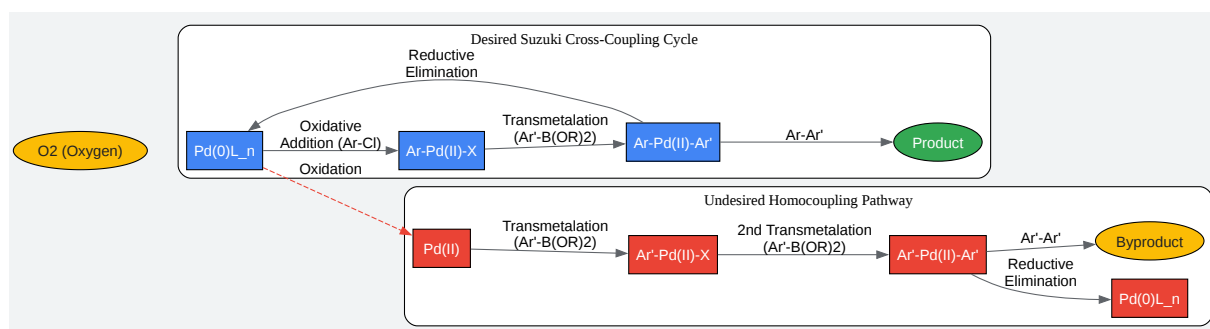 Desired Suzuki Cross-Coupling Cycle
Reductive
Elimination
O2 (Oxygen)
Pd(0)L_n
Oxidative
Addition (Ar-Cl)
Ar-Pd(II)-X
Transmetalation
(Ar'-B(OR)2)
Ar-Pd(II)-Ar'
Ar-Ar'
Product
Oxidation
Undesired Homocoupling Pathway
Pd(II)
Transmetalation
(Ar'-B(OR)2)
Ar'-Pd(II)-X
2nd Transmetalation
(Ar'-B(OR)2)
Ar'-Pd(II)-Ar'
Ar'-Ar'
Byproduct
Reductive
Elimination
Pd(0)L_n